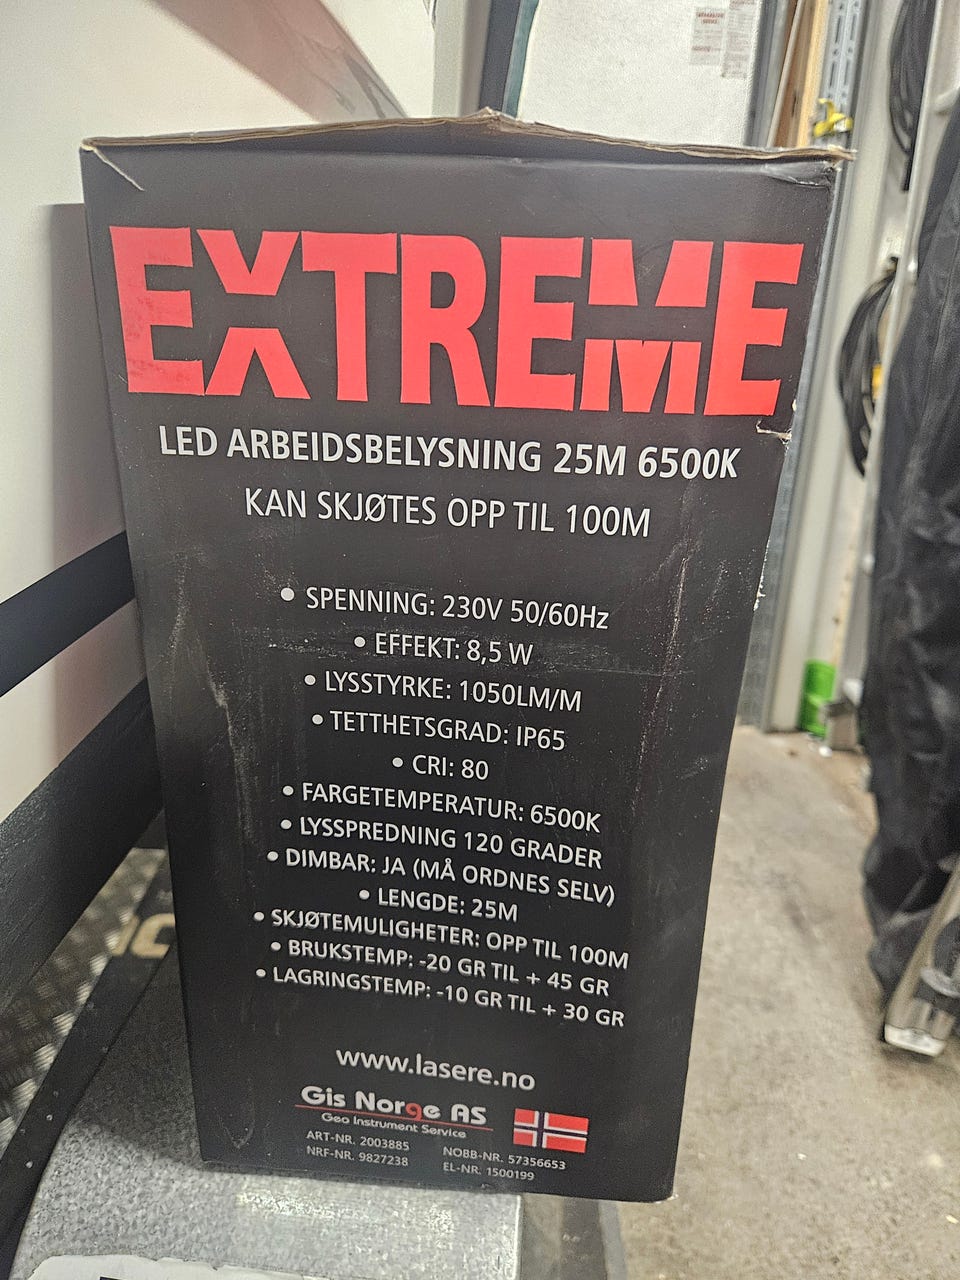 EXTREME
LED ARBEIDSBELYSNING 25M 6500K
KAN SKJØTES OPP TIL 100M
• SPENNING: 230V 50/60Hz
• EFFEKT: 8,5 W
• LYSSTYRKE: 1050LM/M
• TETTHETSGRAD: IP65
• CRI: 80
• FARGETEMPERATUR: 6500K
• LYSSPREDNING 120 GRADER
• DIMBAR: JA (MÅ ORDNES SELV)
• LENGDE: 25M
• SKJØTEMULIGHETER: OPP TIL 100M
• BRUKSTEMP: -20 GR TIL + 45 GR
• LAGRINGSTEMP: -10 GR TIL + 30 GR
www.lasere.no
Gis Norge AS
Geo Instrument Service
ART-NR. 2003885
NRF-NR. 9827238
NOBB-NR. 57356653
EL-NR. 1500199